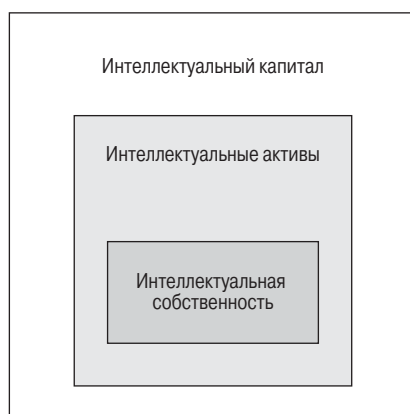 Интеллектуальный капитал
Интеллектуальные активы
Интеллектуальная
собственность